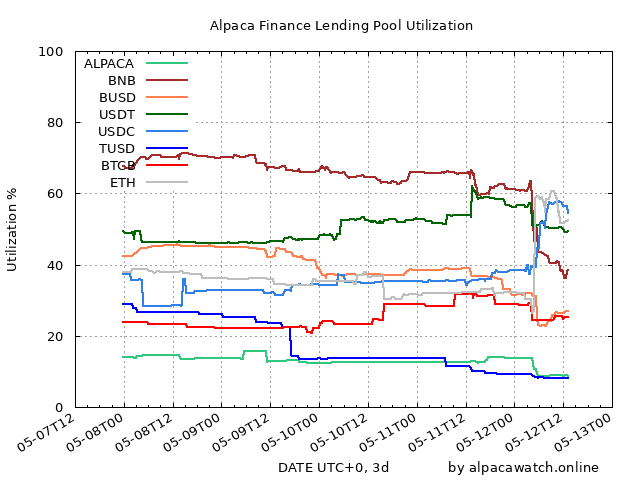 Alpaca Finance Lending Pool Utilization
100
80
60
40
20
0
Utilization %
ALPACA
BNB
BUSD
USDT
USDC
TUSD
BTCB
ETH
05-07T12
05-08T00
05-08T12
05-09T00
05-09T12
05-10T00
05-10T12
05-11T00
05-11T12
05-12T00
05-12T12
05-13T00
DATE UTC+0, 3d
by alpacawatch.online